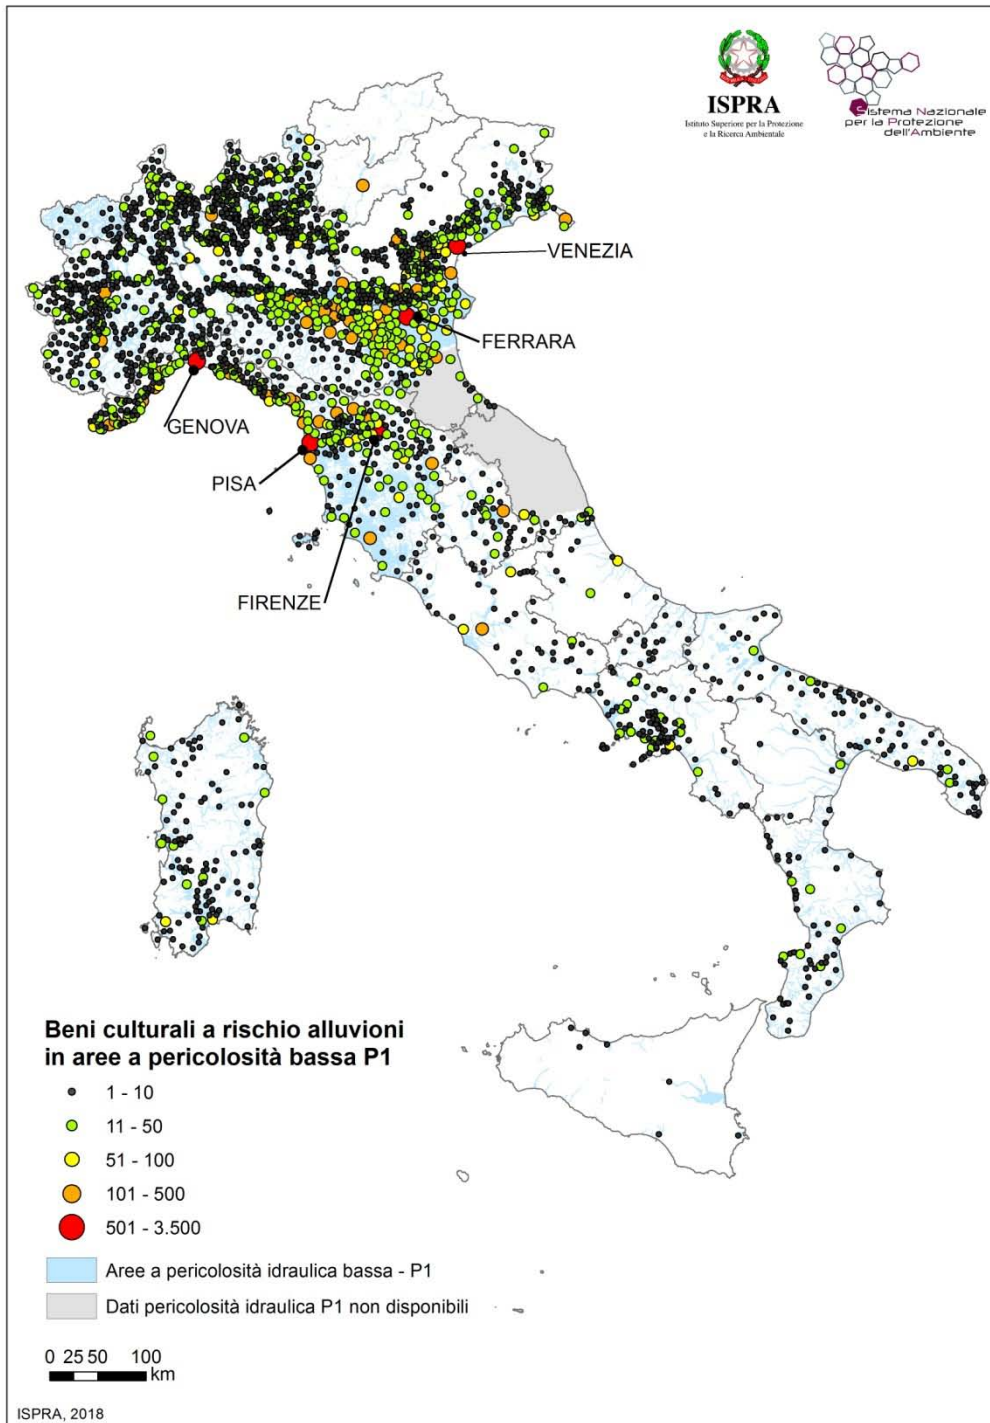 ISPRA
Istituto Superiore per la Protezione
e la Ricerca Ambientale
Sistema Nazionale
per la Protezione
dell'Ambiente
VENEZIA
FERRARA
GENOVA
PISA
FIRENZE
Beni culturali a rischio alluvioni
in aree a pericolosità bassa P1
1 - 10
11 - 50
51 - 100
101 - 500
501 - 3.500
Aree a pericolosità idraulica bassa - P1
Dati pericolosità idraulica P1 non disponibili
0 25 50 100
km
ISPRA, 2018